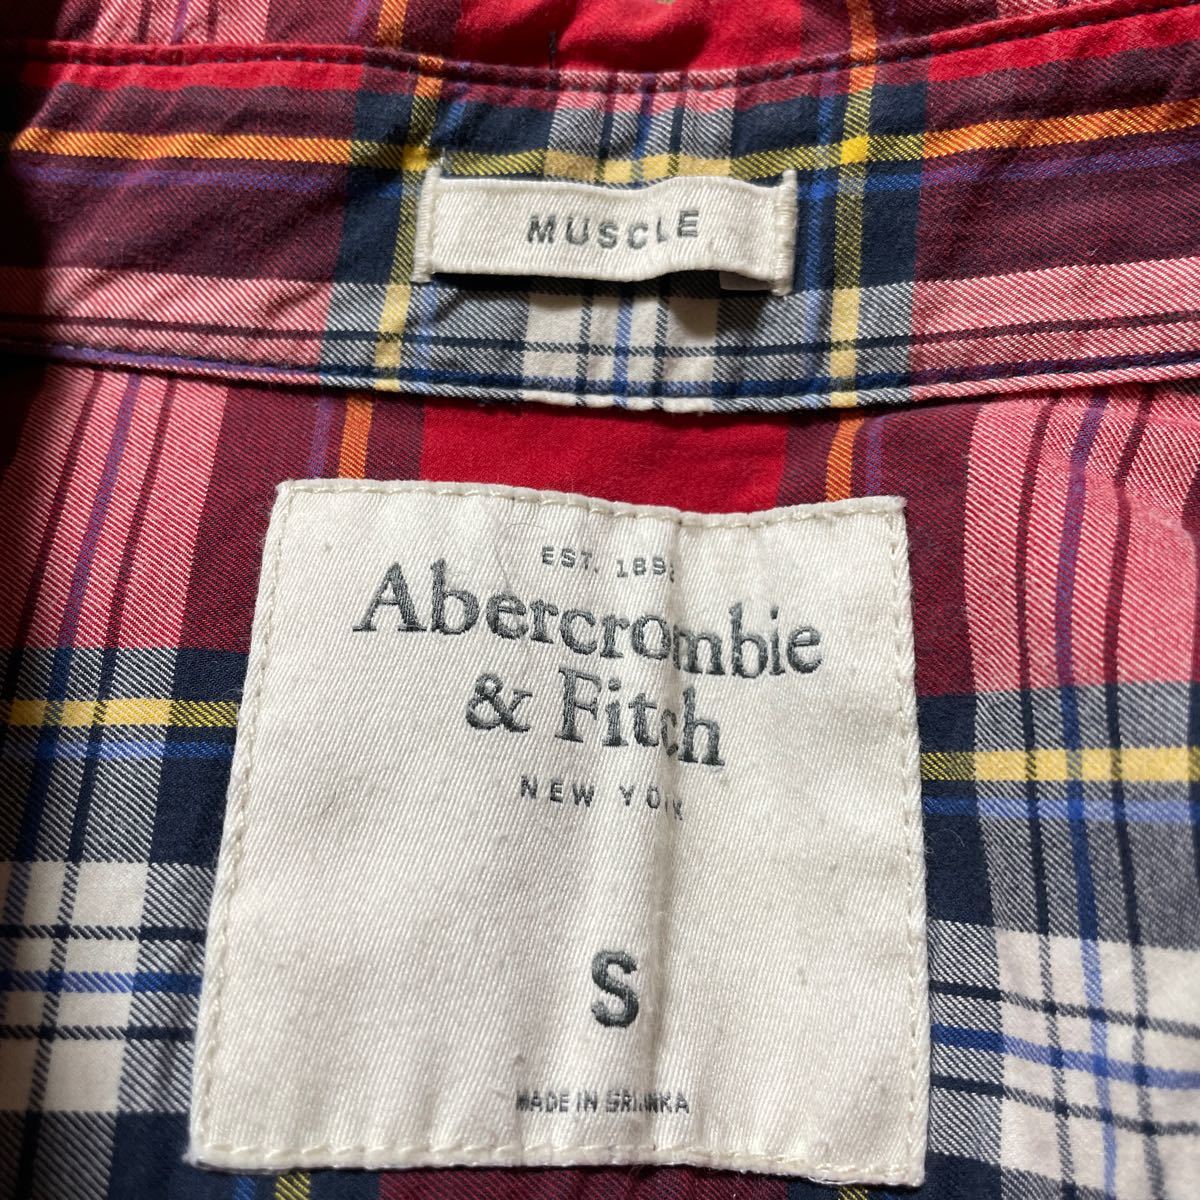 MUSCLE
EST. 1892
Abercrombie
& Fitch
NEW YORK
S
MADE IN SRI LANKA